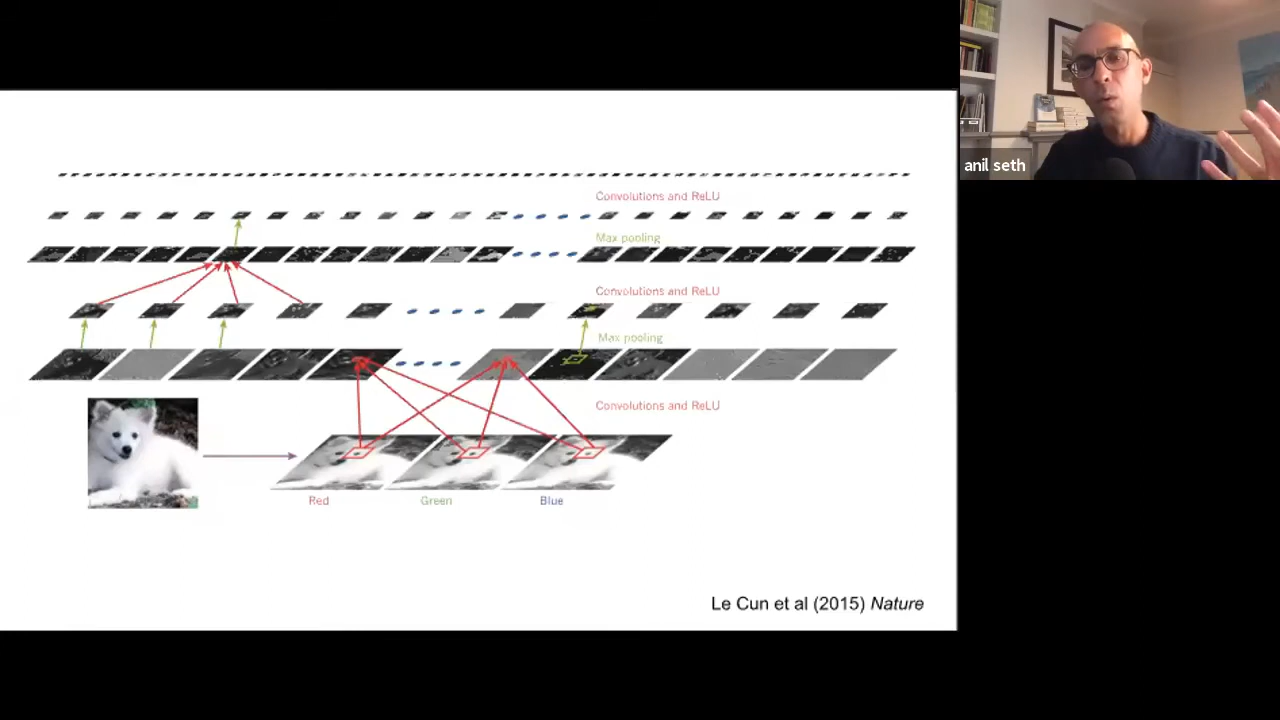 anil seth
Convolutions and ReLU
Max pooling
Convolutions and ReLU
Max pooling
Convolutions and ReLU
Red
Green
Blue
Le Cun et al (2015) Nature